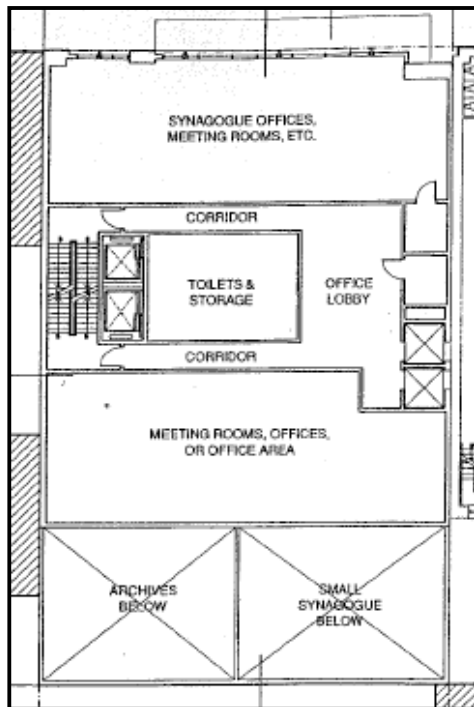 SYNAGOGUE OFFICES,
MEETING ROOMS, ETC.
CORRIDOR
TOILETS &
STORAGE
OFFICE
LOBBY
CORRIDOR
MEETING ROOMS, OFFICES,
OR OFFICE AREA
ARCHIVES
BELOW
SMALL
SYNAGOGUE
BELOW